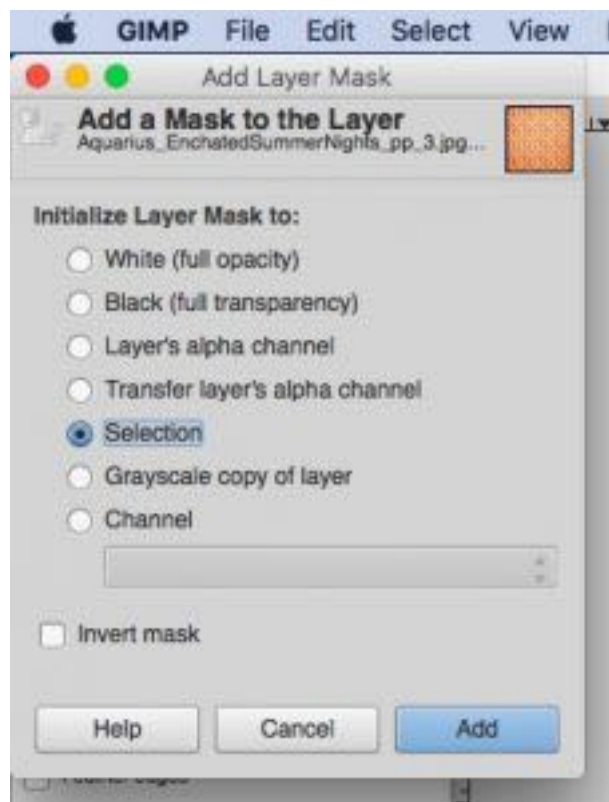 GIMP File Edit Select View
Add Layer Mask
Add a Mask to the Layer
Aquarius_EnchatedSummerNights_pp_3.jpg...
Initialize Layer Mask to:
White (full opacity)
Black (full transparency)
Layer's alpha channel
Transfer layer's alpha channel
Selection
Grayscale copy of layer
Channel
Invert mask
Help Cancel Add